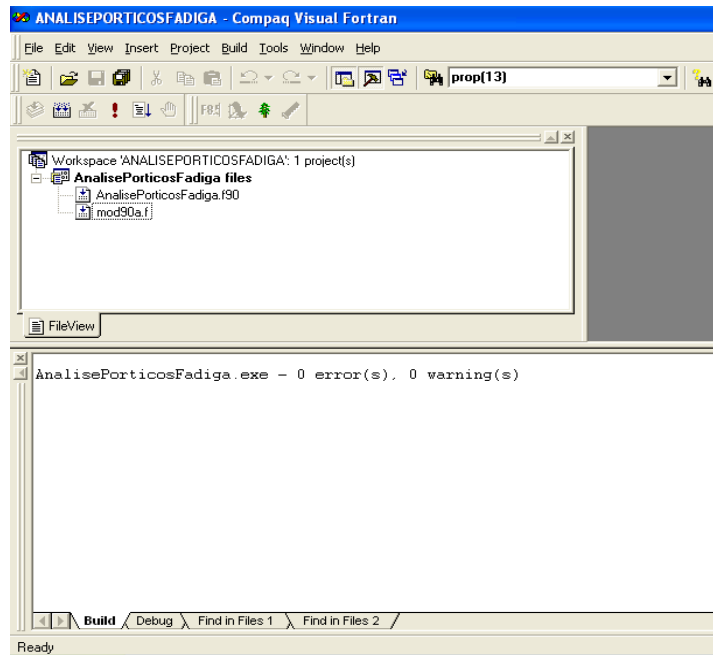 ANALISEPORTICOSFADIGA - Compaq Visual Fortran
File Edit View Insert Project Build Tools Window Help
prop(13)
Workspace 'ANALISEPORTICOSFADIGA': 1 project(s)
AnalisePorticosFadiga files
AnalisePorticosFadiga.f90
mod90a.f
FileView
AnalisePorticosFadiga.exe - 0 error(s), 0 warning(s)
Build Debug Find in Files 1 Find in Files 2
Ready